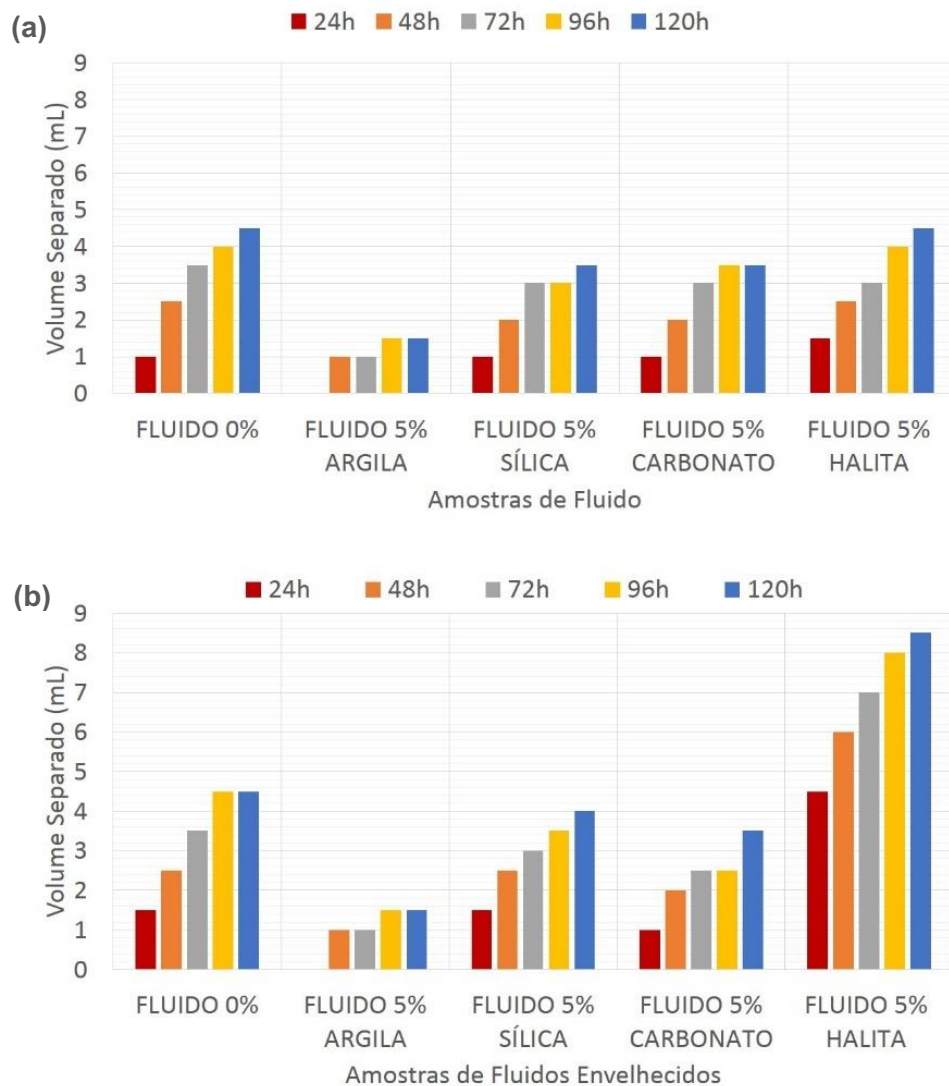 (a)
24h 48h 72h 96h 120h
Volume Separado (mL)
9
8
7
6
5
4
3
2
1
0
FLUIDO 0% FLUIDO 5% FLUIDO 5% FLUIDO 5% FLUIDO 5%
ARGILA SÍLICA CARBONATO HALITA
Amostras de Fluido
(b)
24h 48h 72h 96h 120h
Volume Separado (mL)
9
8
7
6
5
4
3
2
1
0
FLUIDO 0% FLUIDO 5% FLUIDO 5% FLUIDO 5% FLUIDO 5%
ARGILA SÍLICA CARBONATO HALITA
Amostras de Fluidos Envelhecidos